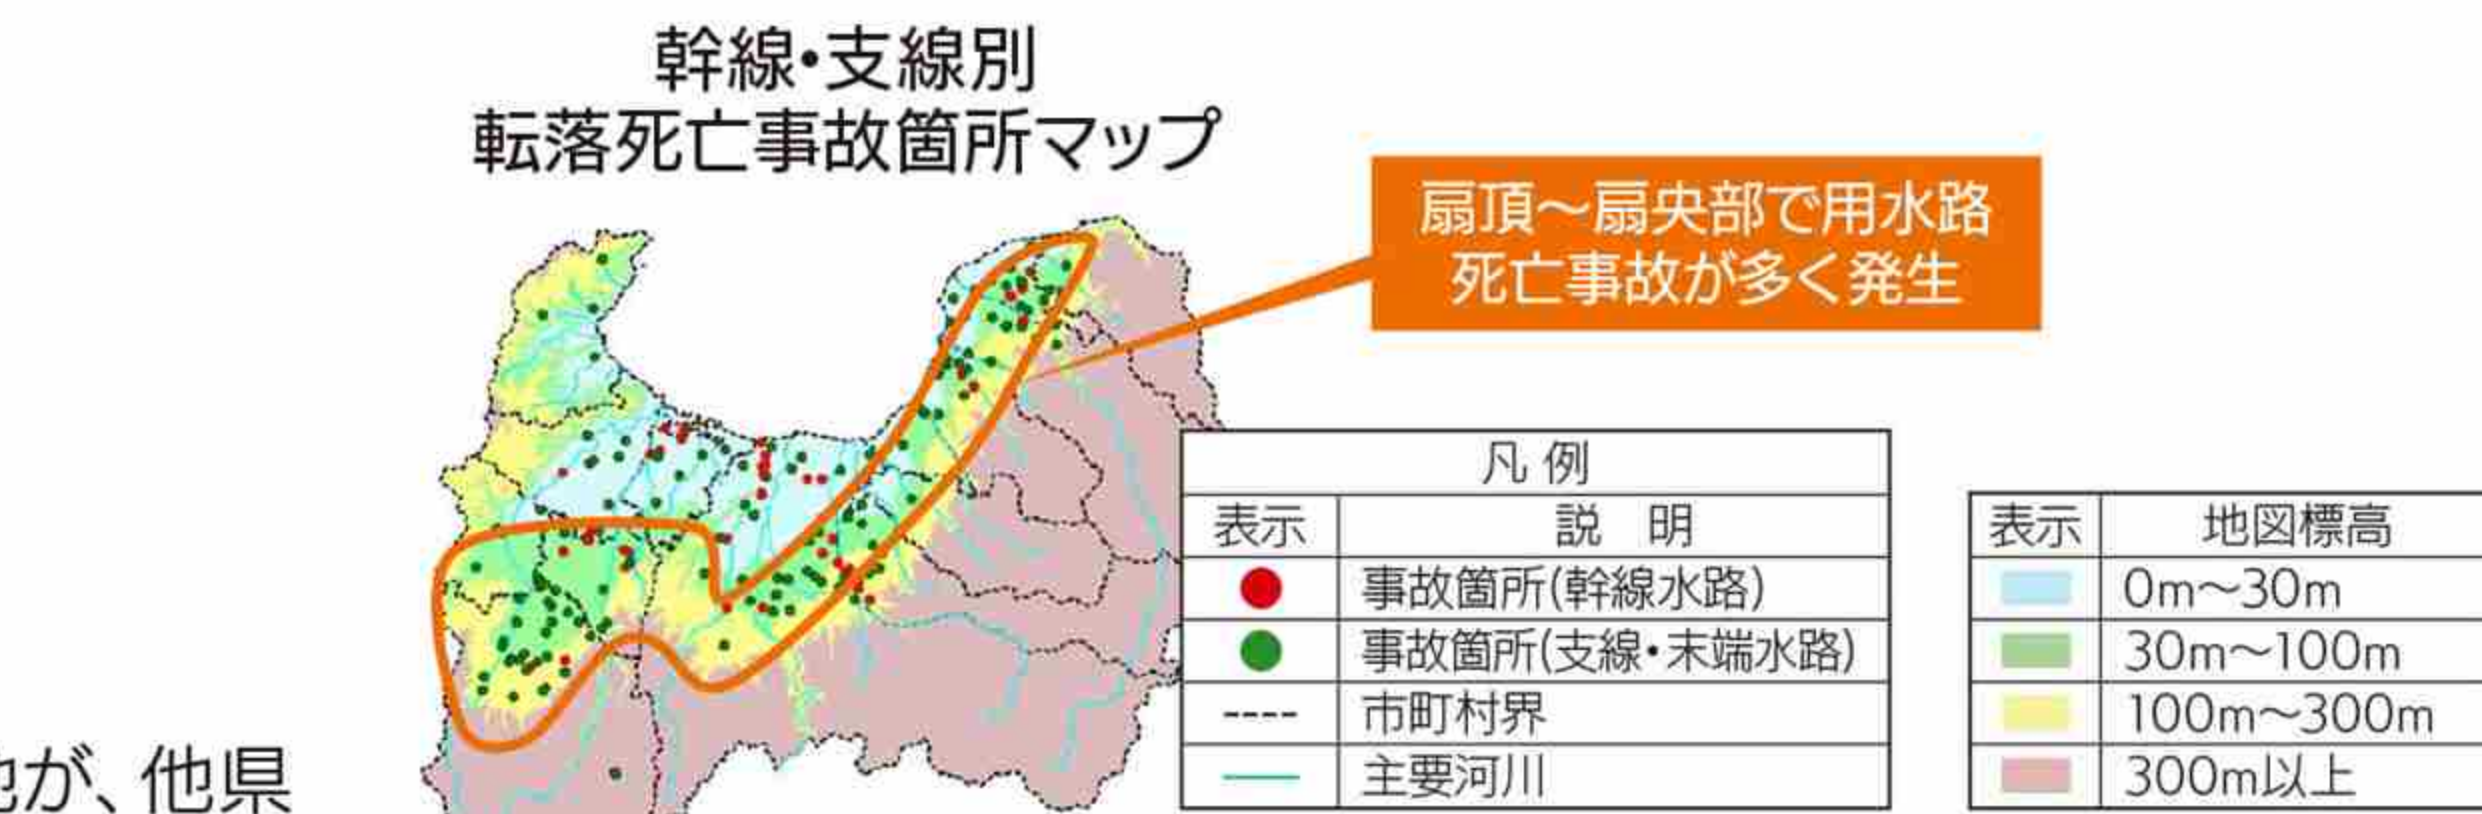 幹線・支線別
転落死亡事故箇所マップ
扇頂～扇央部で用水路
死亡事故が多く発生
凡 例
表示 説 明
事故箇所(幹線水路)
事故箇所(支線・末端水路)
市町村界
主要河川
表示 地図標高
0m～30m
30m～100m
100m～300m
300m以上
が、他県